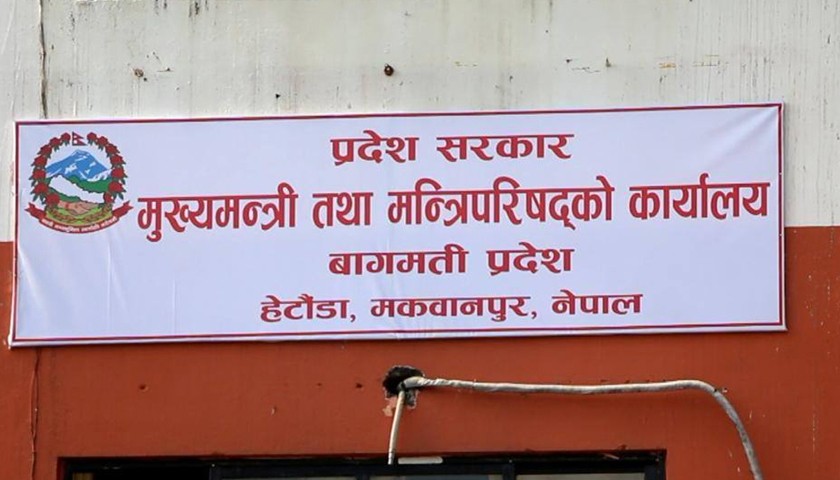 प्रदेश सरकार
मुख्यमन्त्री तथा मन्त्रिपरिषद्को कार्यालय
बागमती प्रदेश
हेटौंडा, मकवानपुर, नेपाल